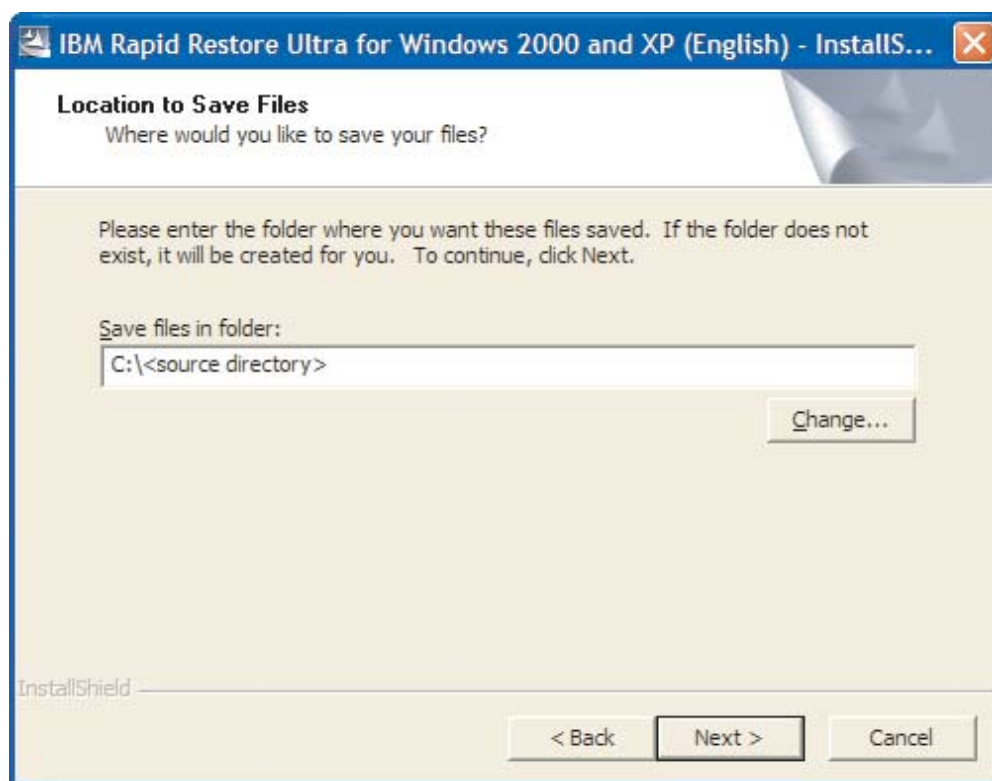 IBM Rapid Restore Ultra for Windows 2000 and XP (English) - InstallS...
Location to Save Files
Where would you like to save your files?
Please enter the folder where you want these files saved.  If the folder does not
exist, it will be created for you.   To continue, click Next.
Save files in folder:
C:\<source directory>
Change...
InstallShield
< Back
Next >
Cancel